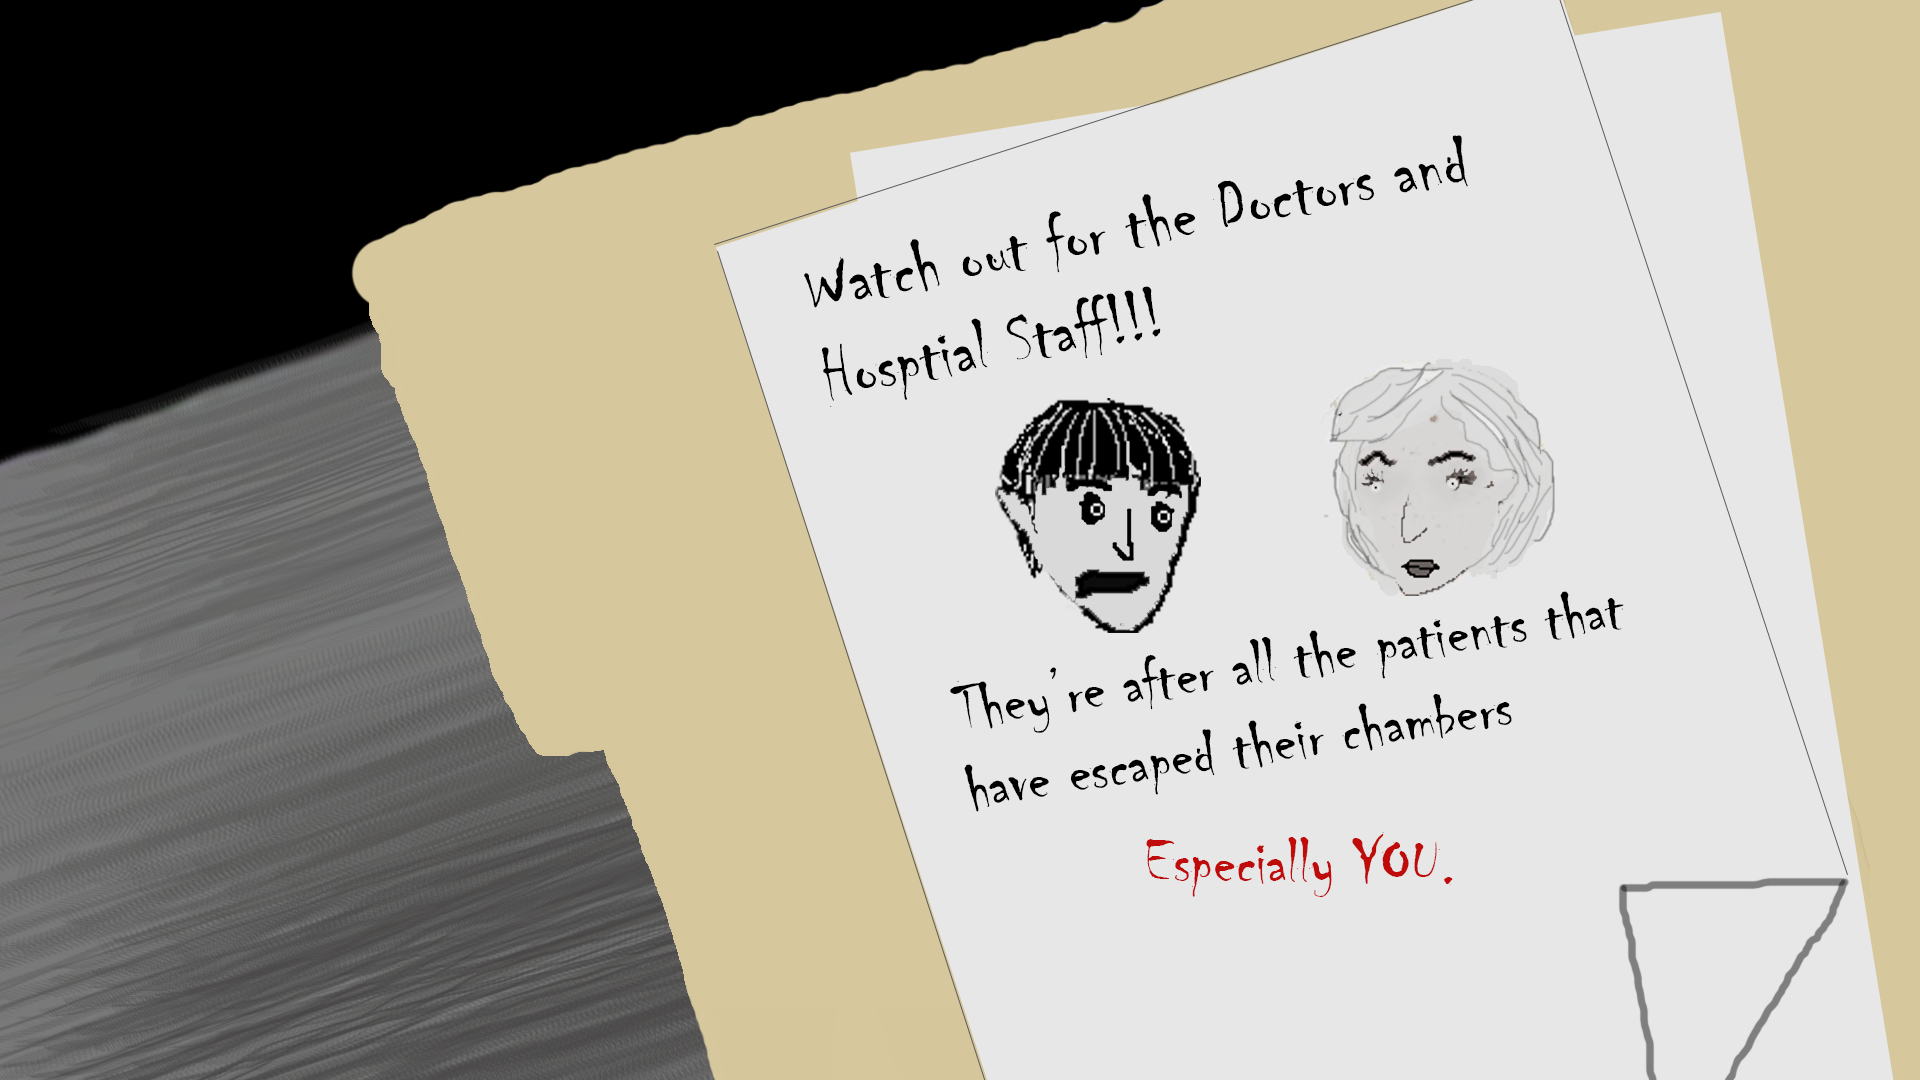 Watch out for the Doctors and
Hosptial Staff!!!
They're after all the patients that
have escaped their chambers
Especially YOU.